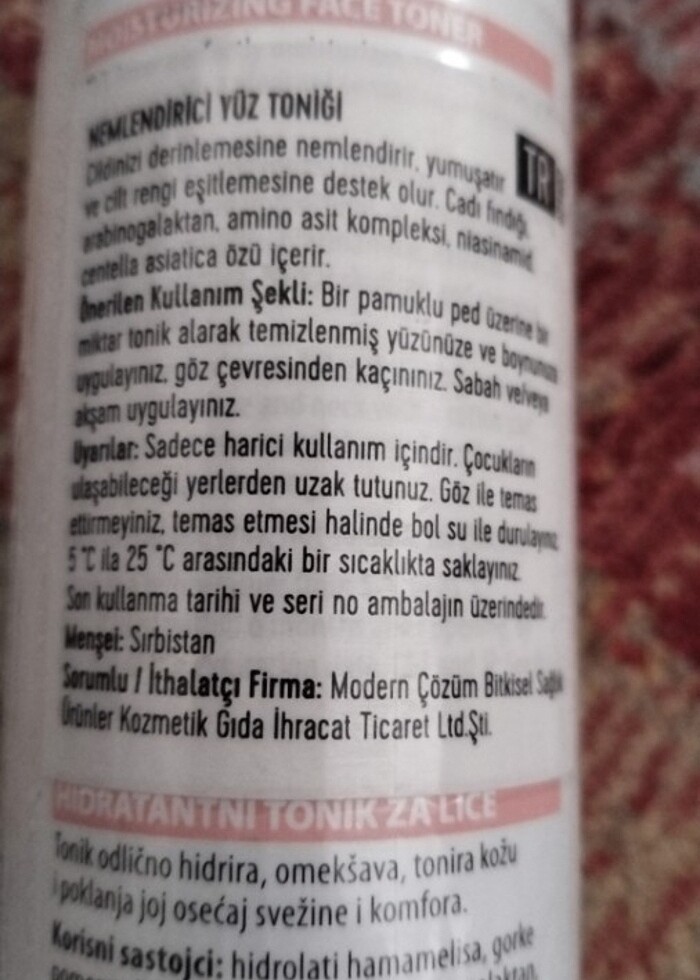 MOISTURIZING FACE TONER
NEMLENDİRİCİ YÜZ TONİĞİ
Cildinizi derinlemesine nemlendirir, yumuşatır
ve cilt rengi eşitlemesine destek olur. Cadı fındığı,
TR
arabinogalaktan, amino asit kompleksi, niasinamid,
centella asiatica özü içerir.
Önerilen Kullanım Şekli: Bir pamuklu ped üzerine bir
miktar tonik alarak temizlenmiş yüzünüze ve boynunuza
uygulayınız, göz çevresinden kaçınınız. Sabah ve/veya
akşam uygulayınız.
Uyarılar: Sadece harici kullanım içindir. Çocukların
ulaşabileceği yerlerden uzak tutunuz. Göz ile temas
ettirmeyiniz, temas etmesi halinde bol su ile durulayınız.
5 °C ila 25 °C arasındaki bir sıcaklıkta saklayınız.
Son kullanma tarihi ve seri no ambalajın üzerindedir.
Menşei: Sırbistan
Sorumlu / İthalatçı Firma: Modern Çözüm Bitkisel Sağlık
Ürünler Kozmetik Gıda İhracat Ticaret Ltd.Şti.
HIDRATANTNI TONIK ZA LICE
Tonik odlično hidrira, omekšava, tonira kožu
i poklanja joj osećaj svežine i komfora.
Korisni sastojci: hidrolati hamamelisa, gorke